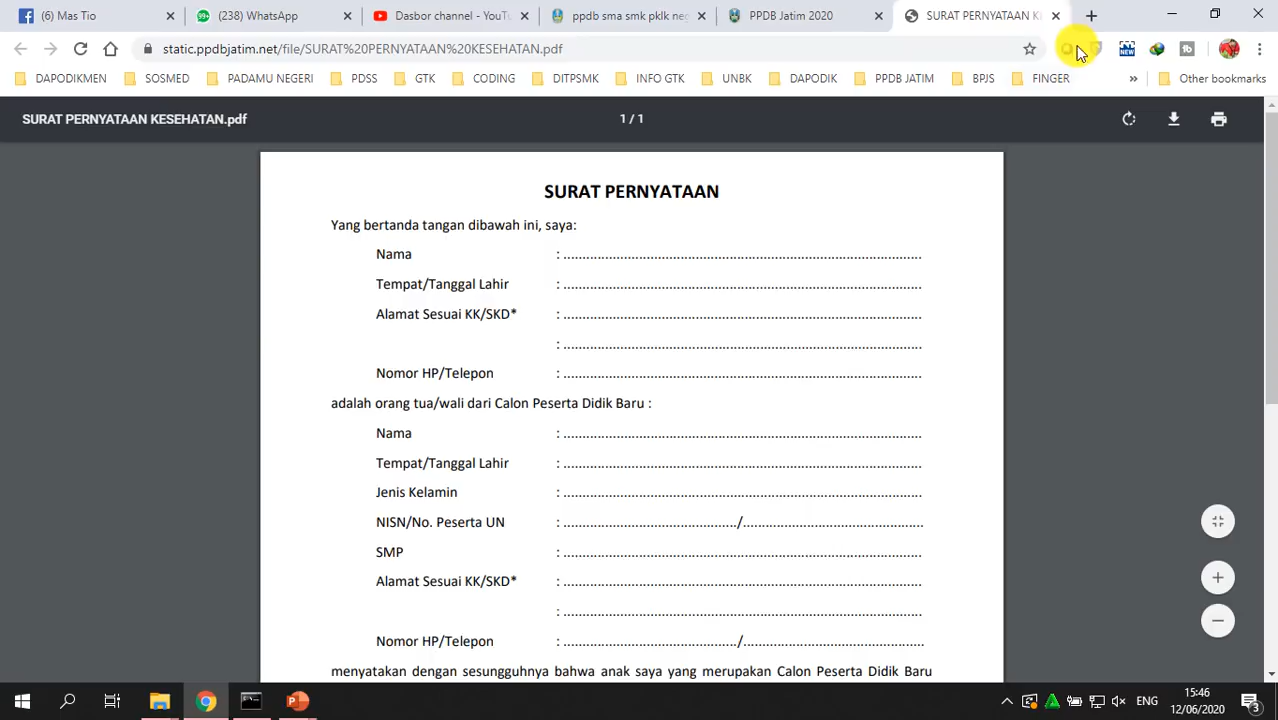 (6) Mas Tio
(238) WhatsApp
Dasbor channel - YouTu
ppdb sma smk pklk neg
PPDB Jatim 2020
SURAT PERNYATAAN KE
static.ppdbjatim.net/file/SURAT%20PERNYATAAN%20KESEHATAN.pdf
DAPODIKMEN
SOSMED
PADAMU NEGERI
PDSS
GTK
CODING
DITPSMK
INFO GTK
UNBK
DAPODIK
PPDB JATIM
BPJS
FINGER
»
Other bookmarks
SURAT PERNYATAAN KESEHATAN.pdf
1 / 1
SURAT PERNYATAAN
Yang bertanda tangan dibawah ini, saya:
Nama : ................................................................................
Tempat/Tanggal Lahir : ................................................................................
Alamat Sesuai KK/SKD* : ................................................................................
: ................................................................................
Nomor HP/Telepon : ................................................................................
adalah orang tua/wali dari Calon Peserta Didik Baru :
Nama : ................................................................................
Tempat/Tanggal Lahir : ................................................................................
Jenis Kelamin : ................................................................................
NISN/No. Peserta UN : ......................................./........................................
SMP : ................................................................................
Alamat Sesuai KK/SKD* : ................................................................................
: ................................................................................
Nomor HP/Telepon : ......................................./........................................
menyatakan dengan sesungguhnya bahwa anak saya yang merupakan Calon Peserta Didik Baru
ENG
15:46
12/06/2020
3